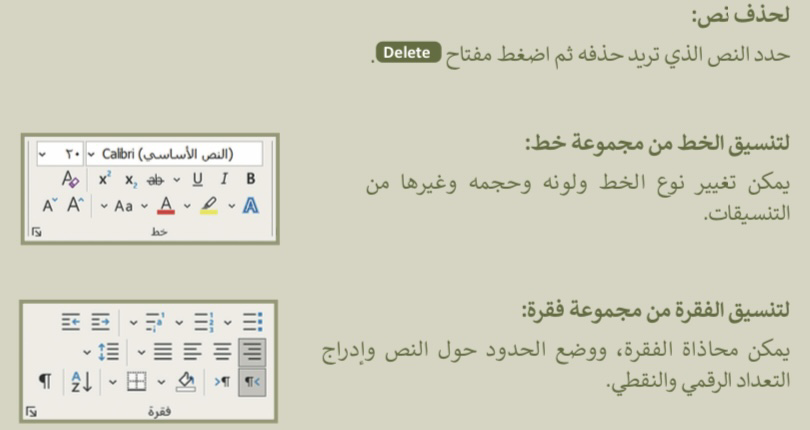 لحذف نص:
حدد النص الذي تريد حذفه ثم اضغط مفتاح Delete.
لتنسيق الخط من مجموعة خط:
يمكن تغيير نوع الخط ولونه وحجمه وغيرها من
التنسيقات.
Calibri (النص الأساسي) ٢٠
B I U ab x₂ x² A
A Aa A A
خط
لتنسيق الفقرة من مجموعة فقرة:
يمكن محاذاة الفقرة، ووضع الحدود حول النص وإدراج
التعداد الرقمي والنقطي.
A Z ¶
فقرة